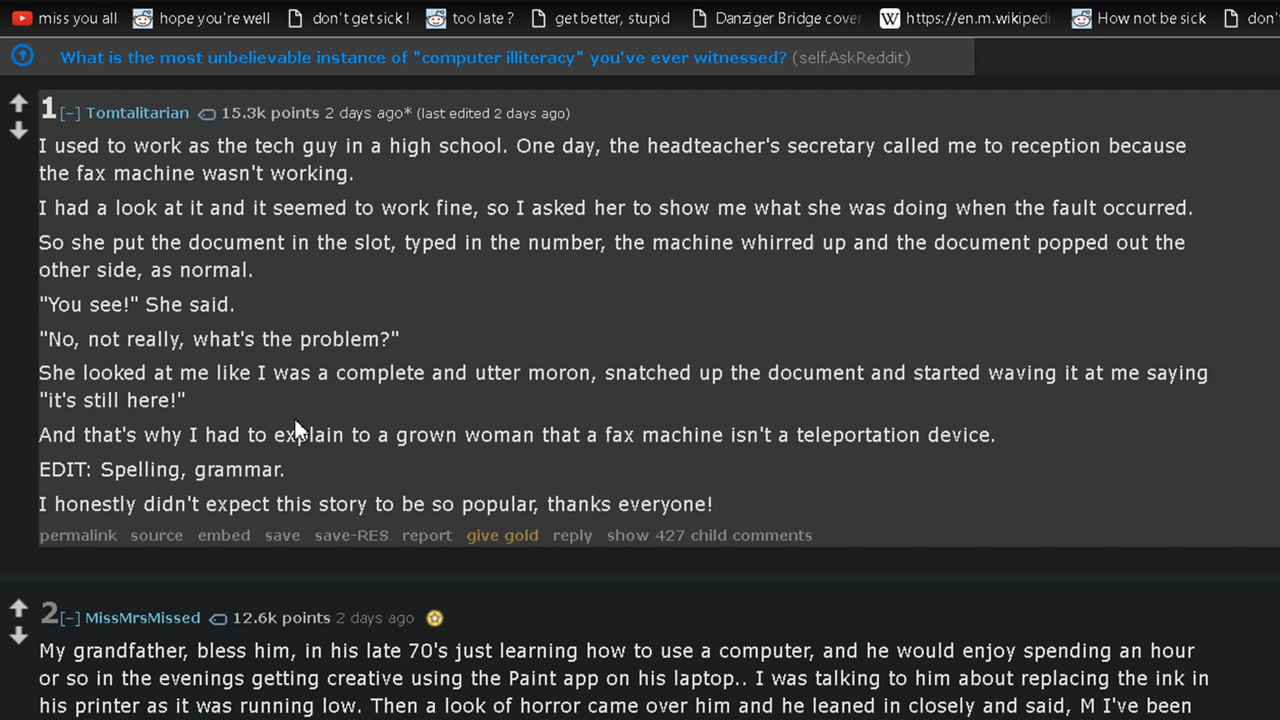 miss you all hope you're well don't get sick ! too late ? get better, stupid Danziger Bridge cover https://en.m.wikiped How not be sick don'
What is the most unbelievable instance of "computer illiteracy" you've ever witnessed? (self.AskReddit)
1 [–] Tomtalitarian 15.3k points 2 days ago* (last edited 2 days ago)
I used to work as the tech guy in a high school. One day, the headteacher's secretary called me to reception because
the fax machine wasn't working.
I had a look at it and it seemed to work fine, so I asked her to show me what she was doing when the fault occurred.
So she put the document in the slot, typed in the number, the machine whirred up and the document popped out the
other side, as normal.
"You see!" She said.
"No, not really, what's the problem?"
She looked at me like I was a complete and utter moron, snatched up the document and started waving it at me saying
"it's still here!"
And that's why I had to explain to a grown woman that a fax machine isn't a teleportation device.
EDIT: Spelling, grammar.
I honestly didn't expect this story to be so popular, thanks everyone!
permalink source embed save save-RES report give gold reply show 427 child comments
2 [–] MissMrsMissed 12.6k points 2 days ago
My grandfather, bless him, in his late 70's just learning how to use a computer, and he would enjoy spending an hour
or so in the evenings getting creative using the Paint app on his laptop.. I was talking to him about replacing the ink in
his printer as it was running low. Then a look of horror came over him and he leaned in closely and said, M I've been